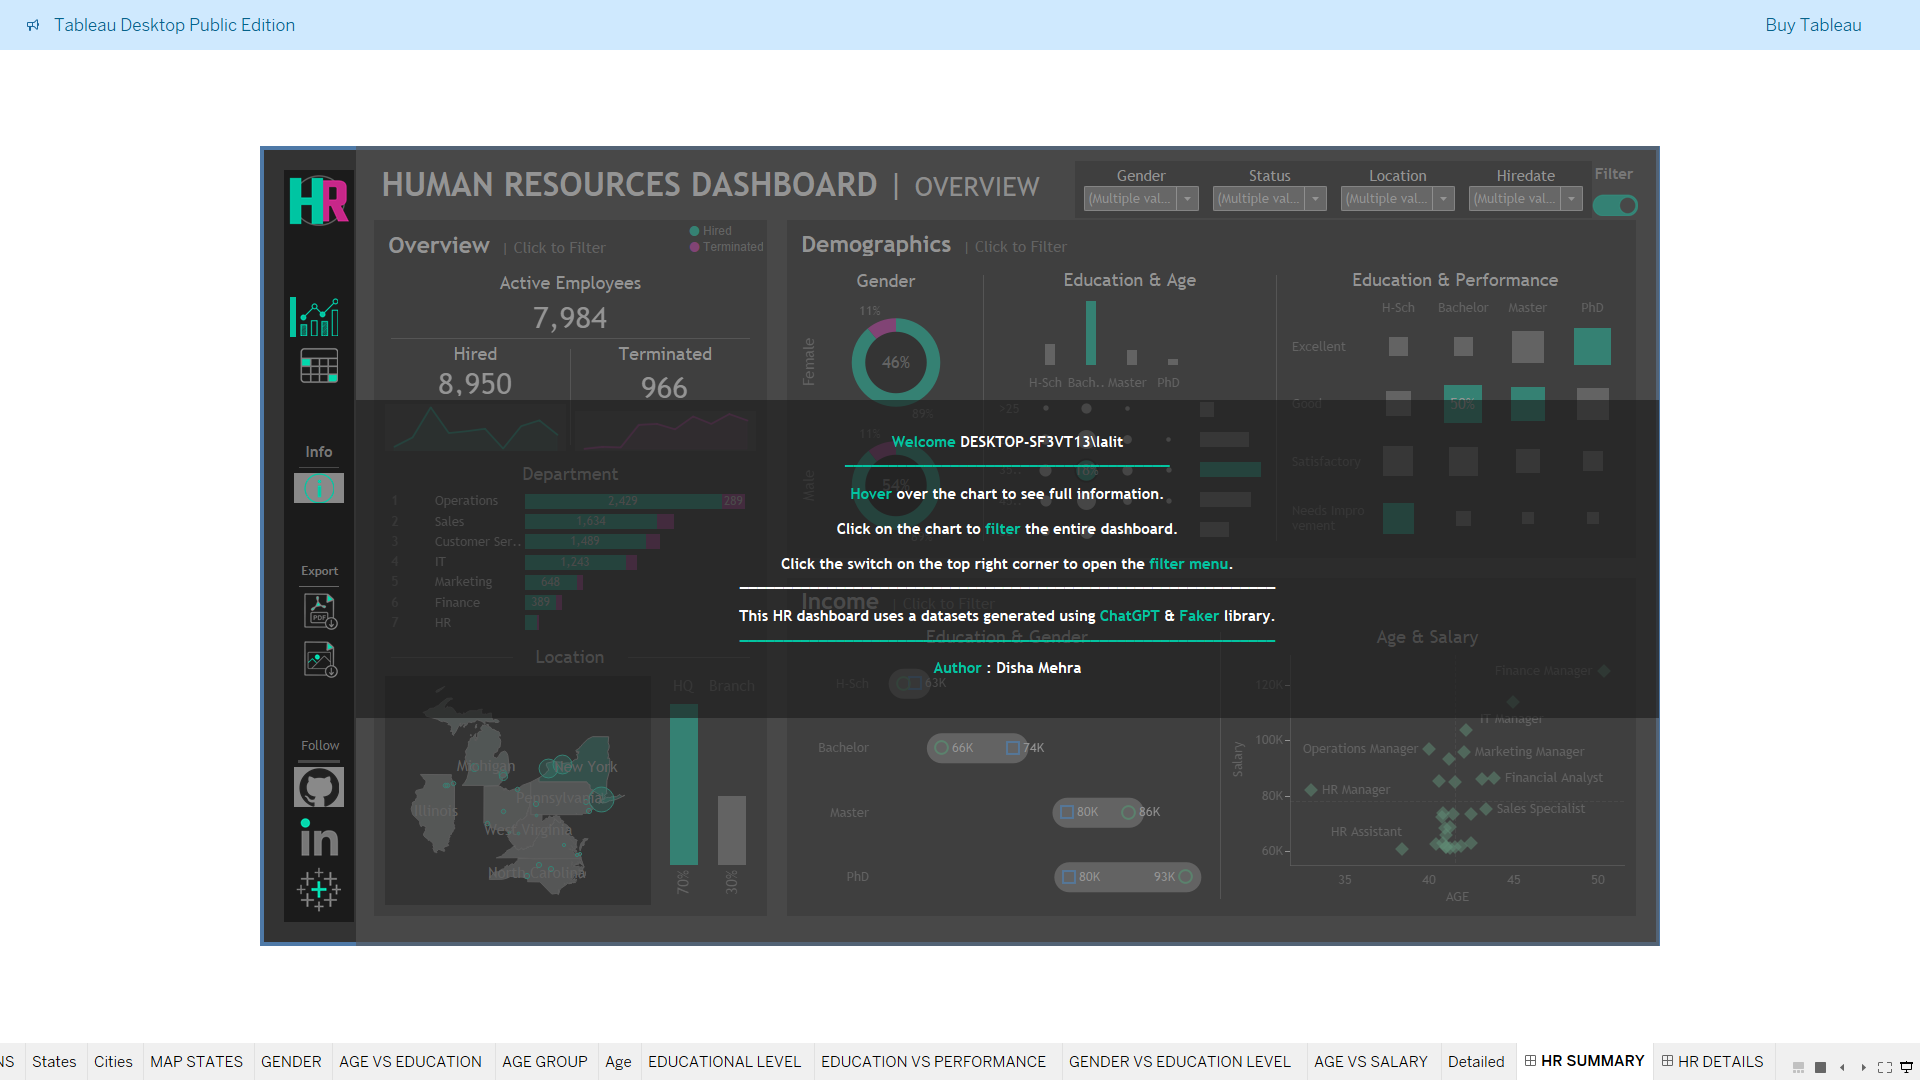 Tableau Desktop Public Edition
Buy Tableau
HR
HUMAN RESOURCES DASHBOARD | OVERVIEW
Gender
Status
Location
Hiredate
Filter
(Multiple val...
(Multiple val...
(Multiple val...
(Multiple val...
Overview | Click to Filter
Hired
Terminated
Active Employees
7,984
Hired
8,950
Terminated
966
Department
1 Operations 2,429 289
2 Sales 1,634
3 Customer Ser.. 1,489
4 IT 1,243
5 Marketing 648
6 Finance 389
7 HR
Location
HQ Branch
Michigan
New York
Illinois
Pennsylvania
West Virginia
North Carolina
70%
30%
Demographics | Click to Filter
Gender
Female
11%
46%
89%
Male
11%
54%
Education & Age
H-Sch Bach.. Master PhD
>25
Education & Performance
H-Sch Bachelor Master PhD
Excellent
Good
50%
Satisfactory
Needs Impro
vement
Welcome DESKTOP-SF3VT13\lalit
Hover over the chart to see full information.
Click on the chart to filter the entire dashboard.
Click the switch on the top right corner to open the filter menu.
This HR dashboard uses a datasets generated using ChatGPT & Faker library.
Author : Disha Mehra
Income | Click to Filter
Education & Gender
H-Sch 63K
Bachelor 66K 74K
Master 80K 86K
PhD 80K 93K
Age & Salary
Salary
120K
100K
80K
60K
Finance Manager
IT Manager
Operations Manager
Marketing Manager
Financial Analyst
HR Manager
Sales Specialist
HR Assistant
35 40 45 50
AGE
Info
Export
PDF
Follow
in
NS
States
Cities
MAP STATES
GENDER
AGE VS EDUCATION
AGE GROUP
Age
EDUCATIONAL LEVEL
EDUCATION VS PERFORMANCE
GENDER VS EDUCATION LEVEL
AGE VS SALARY
Detailed
HR SUMMARY
HR DETAILS